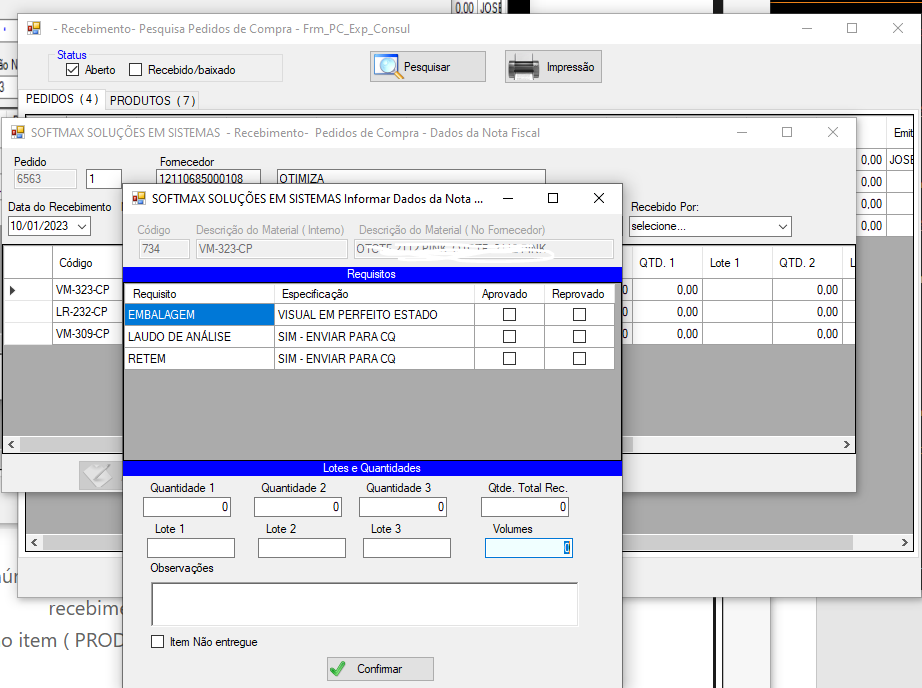 0,00 JOSÉ
- Recebimento- Pesquisa Pedidos de Compra - Frm_PC_Exp_Consul
Status
Aberto Recebido/baixado
Pesquisar Impressão
PEDIDOS ( 4 ) PRODUTOS ( 7 )
SOFTMAX SOLUÇÕES EM SISTEMAS - Recebimento- Pedidos de Compra - Dados da Nota Fiscal
Emit
0,00 JOSÉ
0,00
0,00
0,00
Pedido Fornecedor
6563 1 12110685000108 OTIMIZA
Data do Recebimento Recebido Por:
10/01/2023 selecione...
Código QTD. 1 Lote 1 QTD. 2 L
VM-323-CP 0,00 0,00
LR-232-CP 0,00 0,00
VM-309-CP 0,00 0,00
SOFTMAX SOLUÇÕES EM SISTEMAS Informar Dados da Nota ...
Código Descrição do Material ( Interno) Descrição do Material ( No Fornecedor)
734 VM-323-CP
Requisitos
Requisito Especificação Aprovado Reprovado
EMBALAGEM VISUAL EM PERFEITO ESTADO
LAUDO DE ANÁLISE SIM - ENVIAR PARA CQ
RETEM SIM - ENVIAR PARA CQ
Lotes e Quantidades
Quantidade 1 Quantidade 2 Quantidade 3 Qtde. Total Rec.
0 0 0 0
Lote 1 Lote 2 Lote 3 Volumes
0
Observações
Item Não entregue
Confirmar
recebime
o item ( PROD